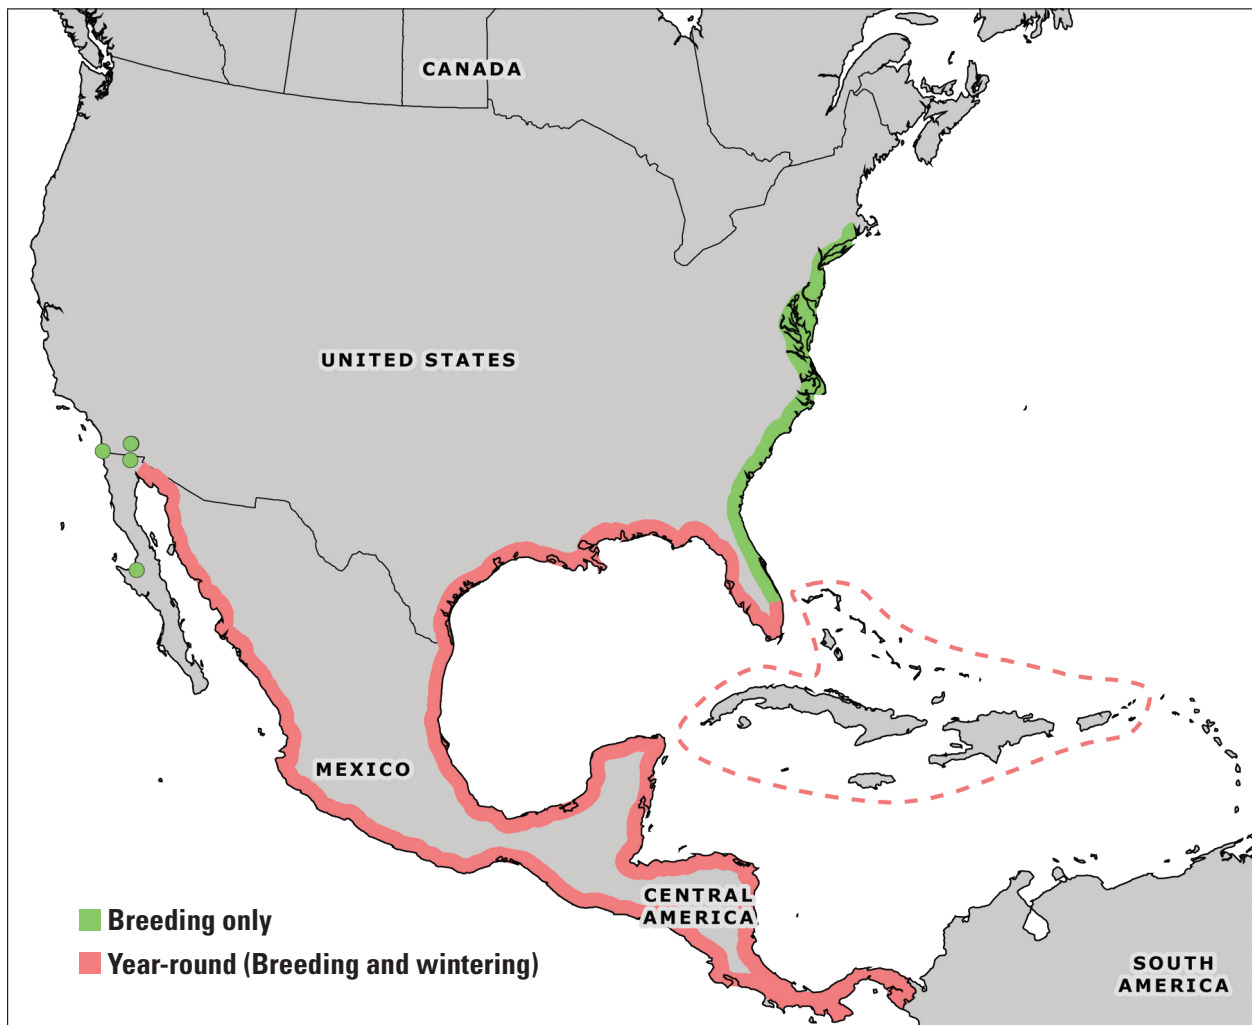 CANADA
UNITED STATES
MEXICO
CENTRAL
AMERICA
SOUTH
AMERICA
Breeding only
Year-round (Breeding and wintering)